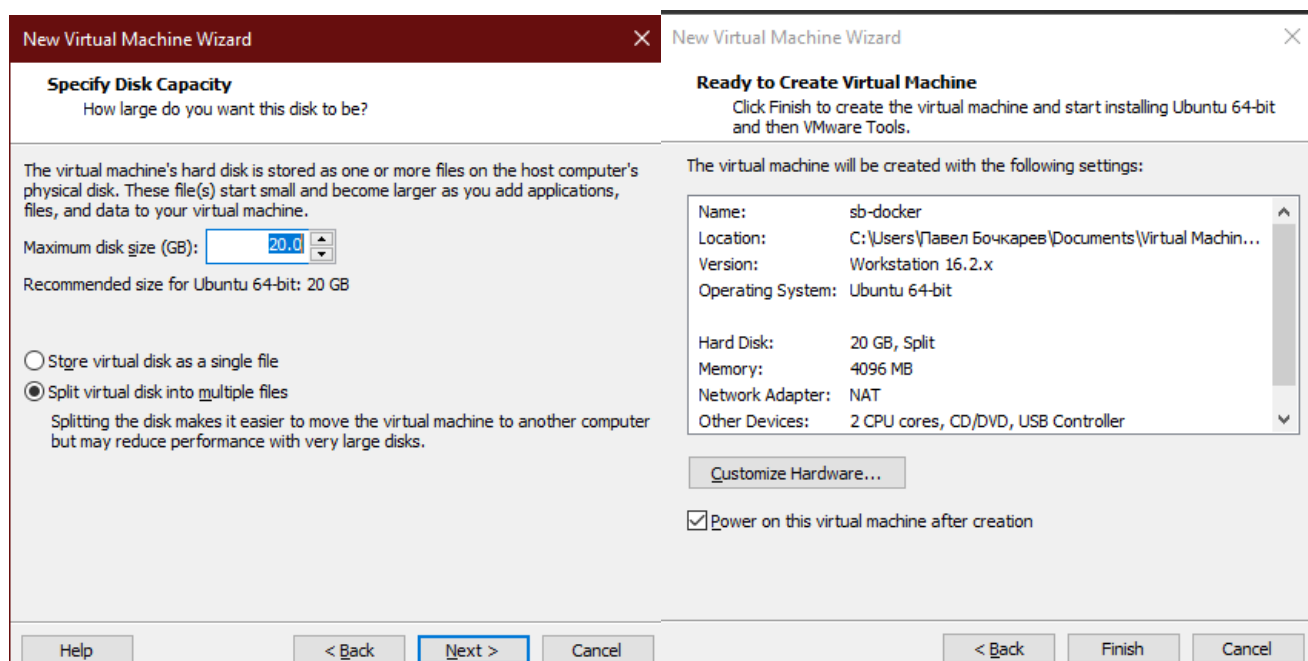 New Virtual Machine Wizard
Specify Disk Capacity
How large do you want this disk to be?
The virtual machine's hard disk is stored as one or more files on the host computer's
physical disk. These file(s) start small and become larger as you add applications,
files, and data to your virtual machine.
Maximum disk size (GB): 20.0
Recommended size for Ubuntu 64-bit: 20 GB
Store virtual disk as a single file
Split virtual disk into multiple files
Splitting the disk makes it easier to move the virtual machine to another computer
but may reduce performance with very large disks.
Help < Back Next > Cancel
New Virtual Machine Wizard
Ready to Create Virtual Machine
Click Finish to create the virtual machine and start installing Ubuntu 64-bit
and then VMware Tools.
The virtual machine will be created with the following settings:
Name: sb-docker
Location: C:\Users\Павел Бочкарев\Documents\Virtual Machin...
Version: Workstation 16.2.x
Operating System: Ubuntu 64-bit
Hard Disk: 20 GB, Split
Memory: 4096 MB
Network Adapter: NAT
Other Devices: 2 CPU cores, CD/DVD, USB Controller
Customize Hardware...
Power on this virtual machine after creation
< Back Finish Cancel